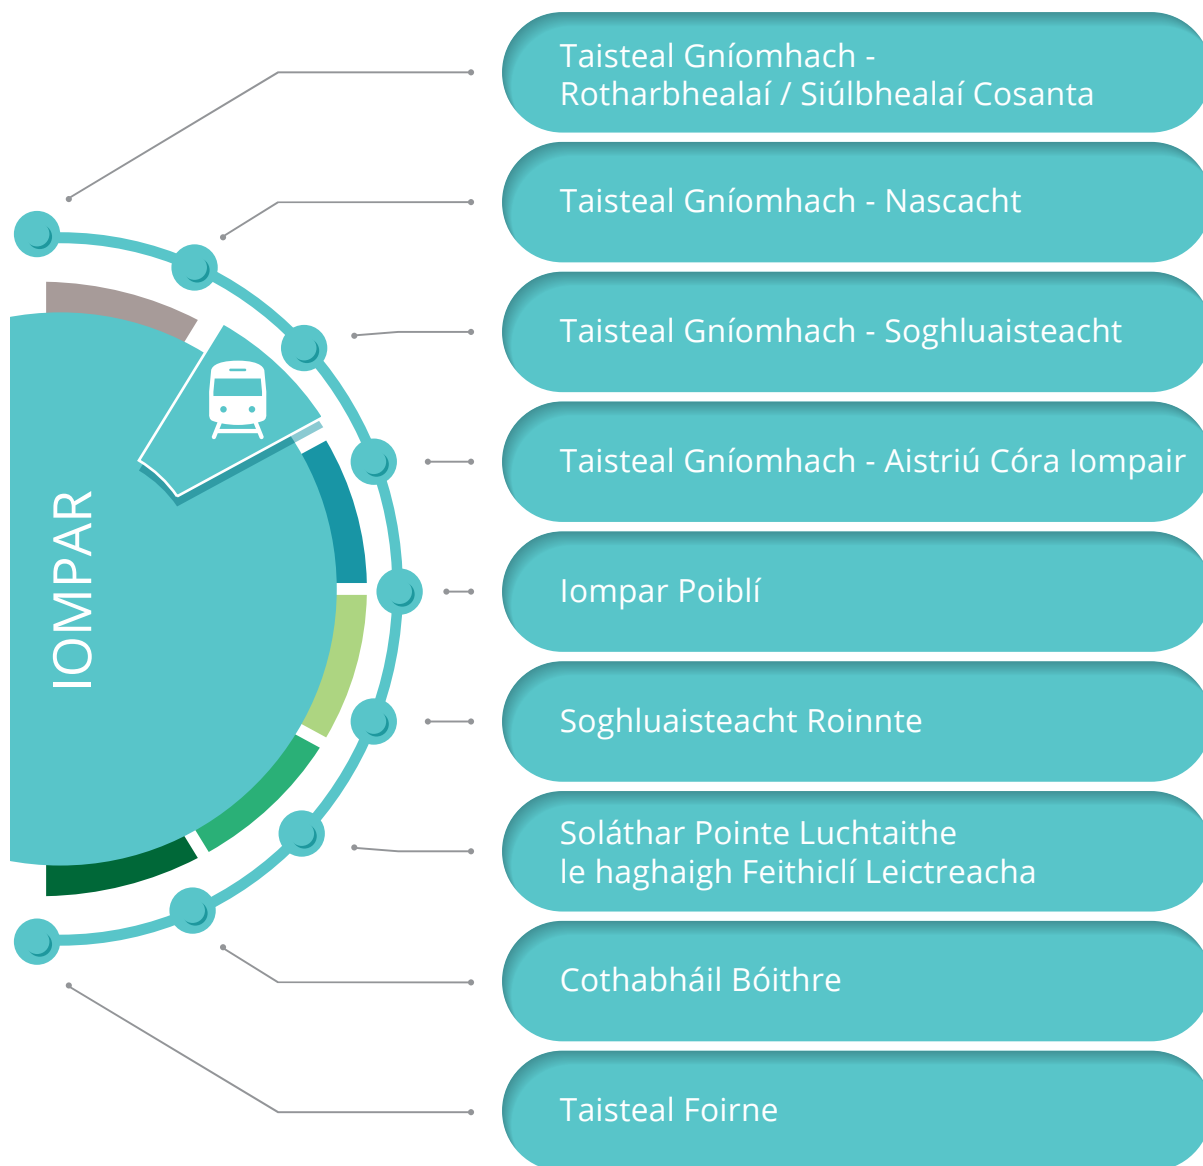 Taisteal Gníomhach -
Rotharbhealaí / Siúlbhealaí Cosanta
Taisteal Gníomhach - Nascacht
Taisteal Gníomhach - Soghluaisteacht
Taisteal Gníomhach - Aistriú Córa Iompair
Iompar Poiblí
Soghluaisteacht Roinnte
Soláthar Pointe Luchtaithe
le haghaigh Feithiclí Leictreacha
Cothabháil Bóithre
Taisteal Foirne
IOMPAR